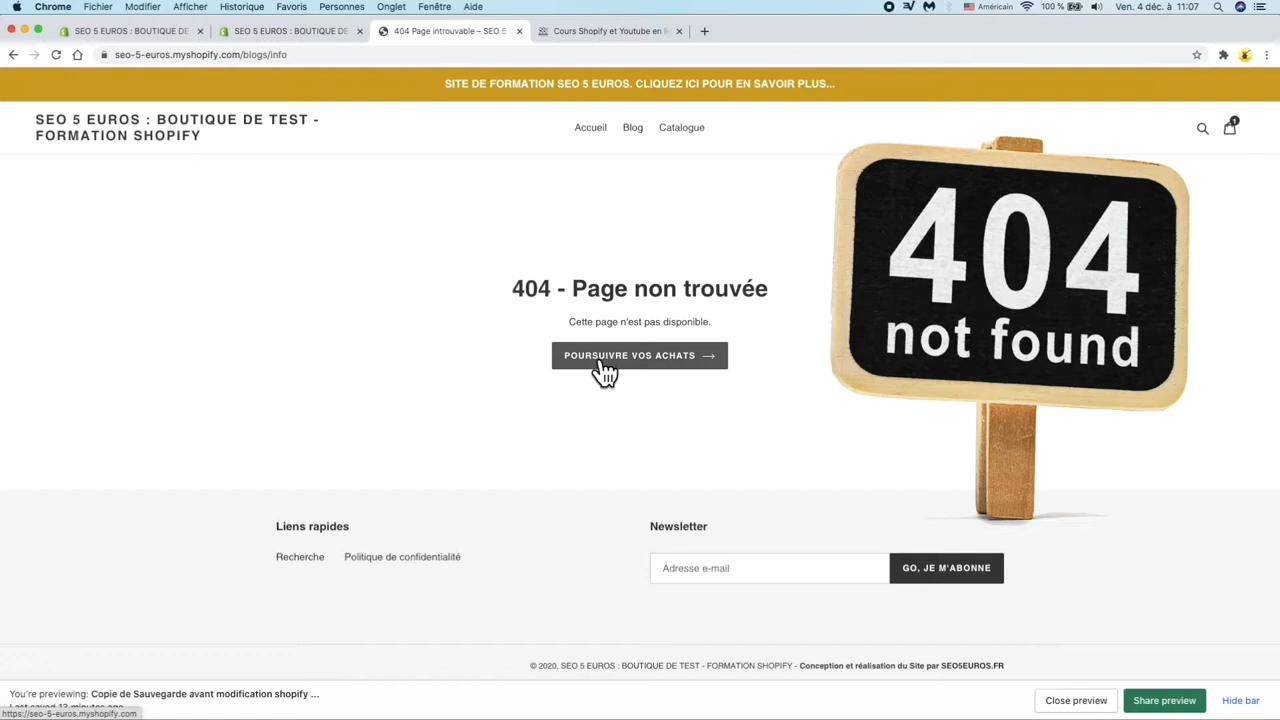 Chrome Fichier Modifier Afficher Historique Favoris Personnes Onglet Fenêtre Aide Américain 100 % Ven. 4 déc. à 11:07
SEO 5 EUROS : BOUTIQUE DE SEO 5 EUROS : BOUTIQUE DE 404 Page introuvable – SEO 5 Cours Shopify et Youtube en
seo-5-euros.myshopify.com/blogs/info
SITE DE FORMATION SEO 5 EUROS. CLIQUEZ ICI POUR EN SAVOIR PLUS...
SEO 5 EUROS : BOUTIQUE DE TEST -
FORMATION SHOPIFY
Accueil Blog Catalogue
1
404
not found
404 - Page non trouvée
Cette page n'est pas disponible.
POURSUIVRE VOS ACHATS →
Liens rapides
Recherche Politique de confidentialité
Newsletter
Adresse e-mail GO, JE M'ABONNE
© 2020, SEO 5 EUROS : BOUTIQUE DE TEST - FORMATION SHOPIFY - Conception et réalisation du Site par SEO5EUROS.FR
You're previewing: Copie de Sauvegarde avant modification shopify ...
Last saved 13 minutes ago
https://seo-5-euros.myshopify.com
Close preview Share preview Hide bar